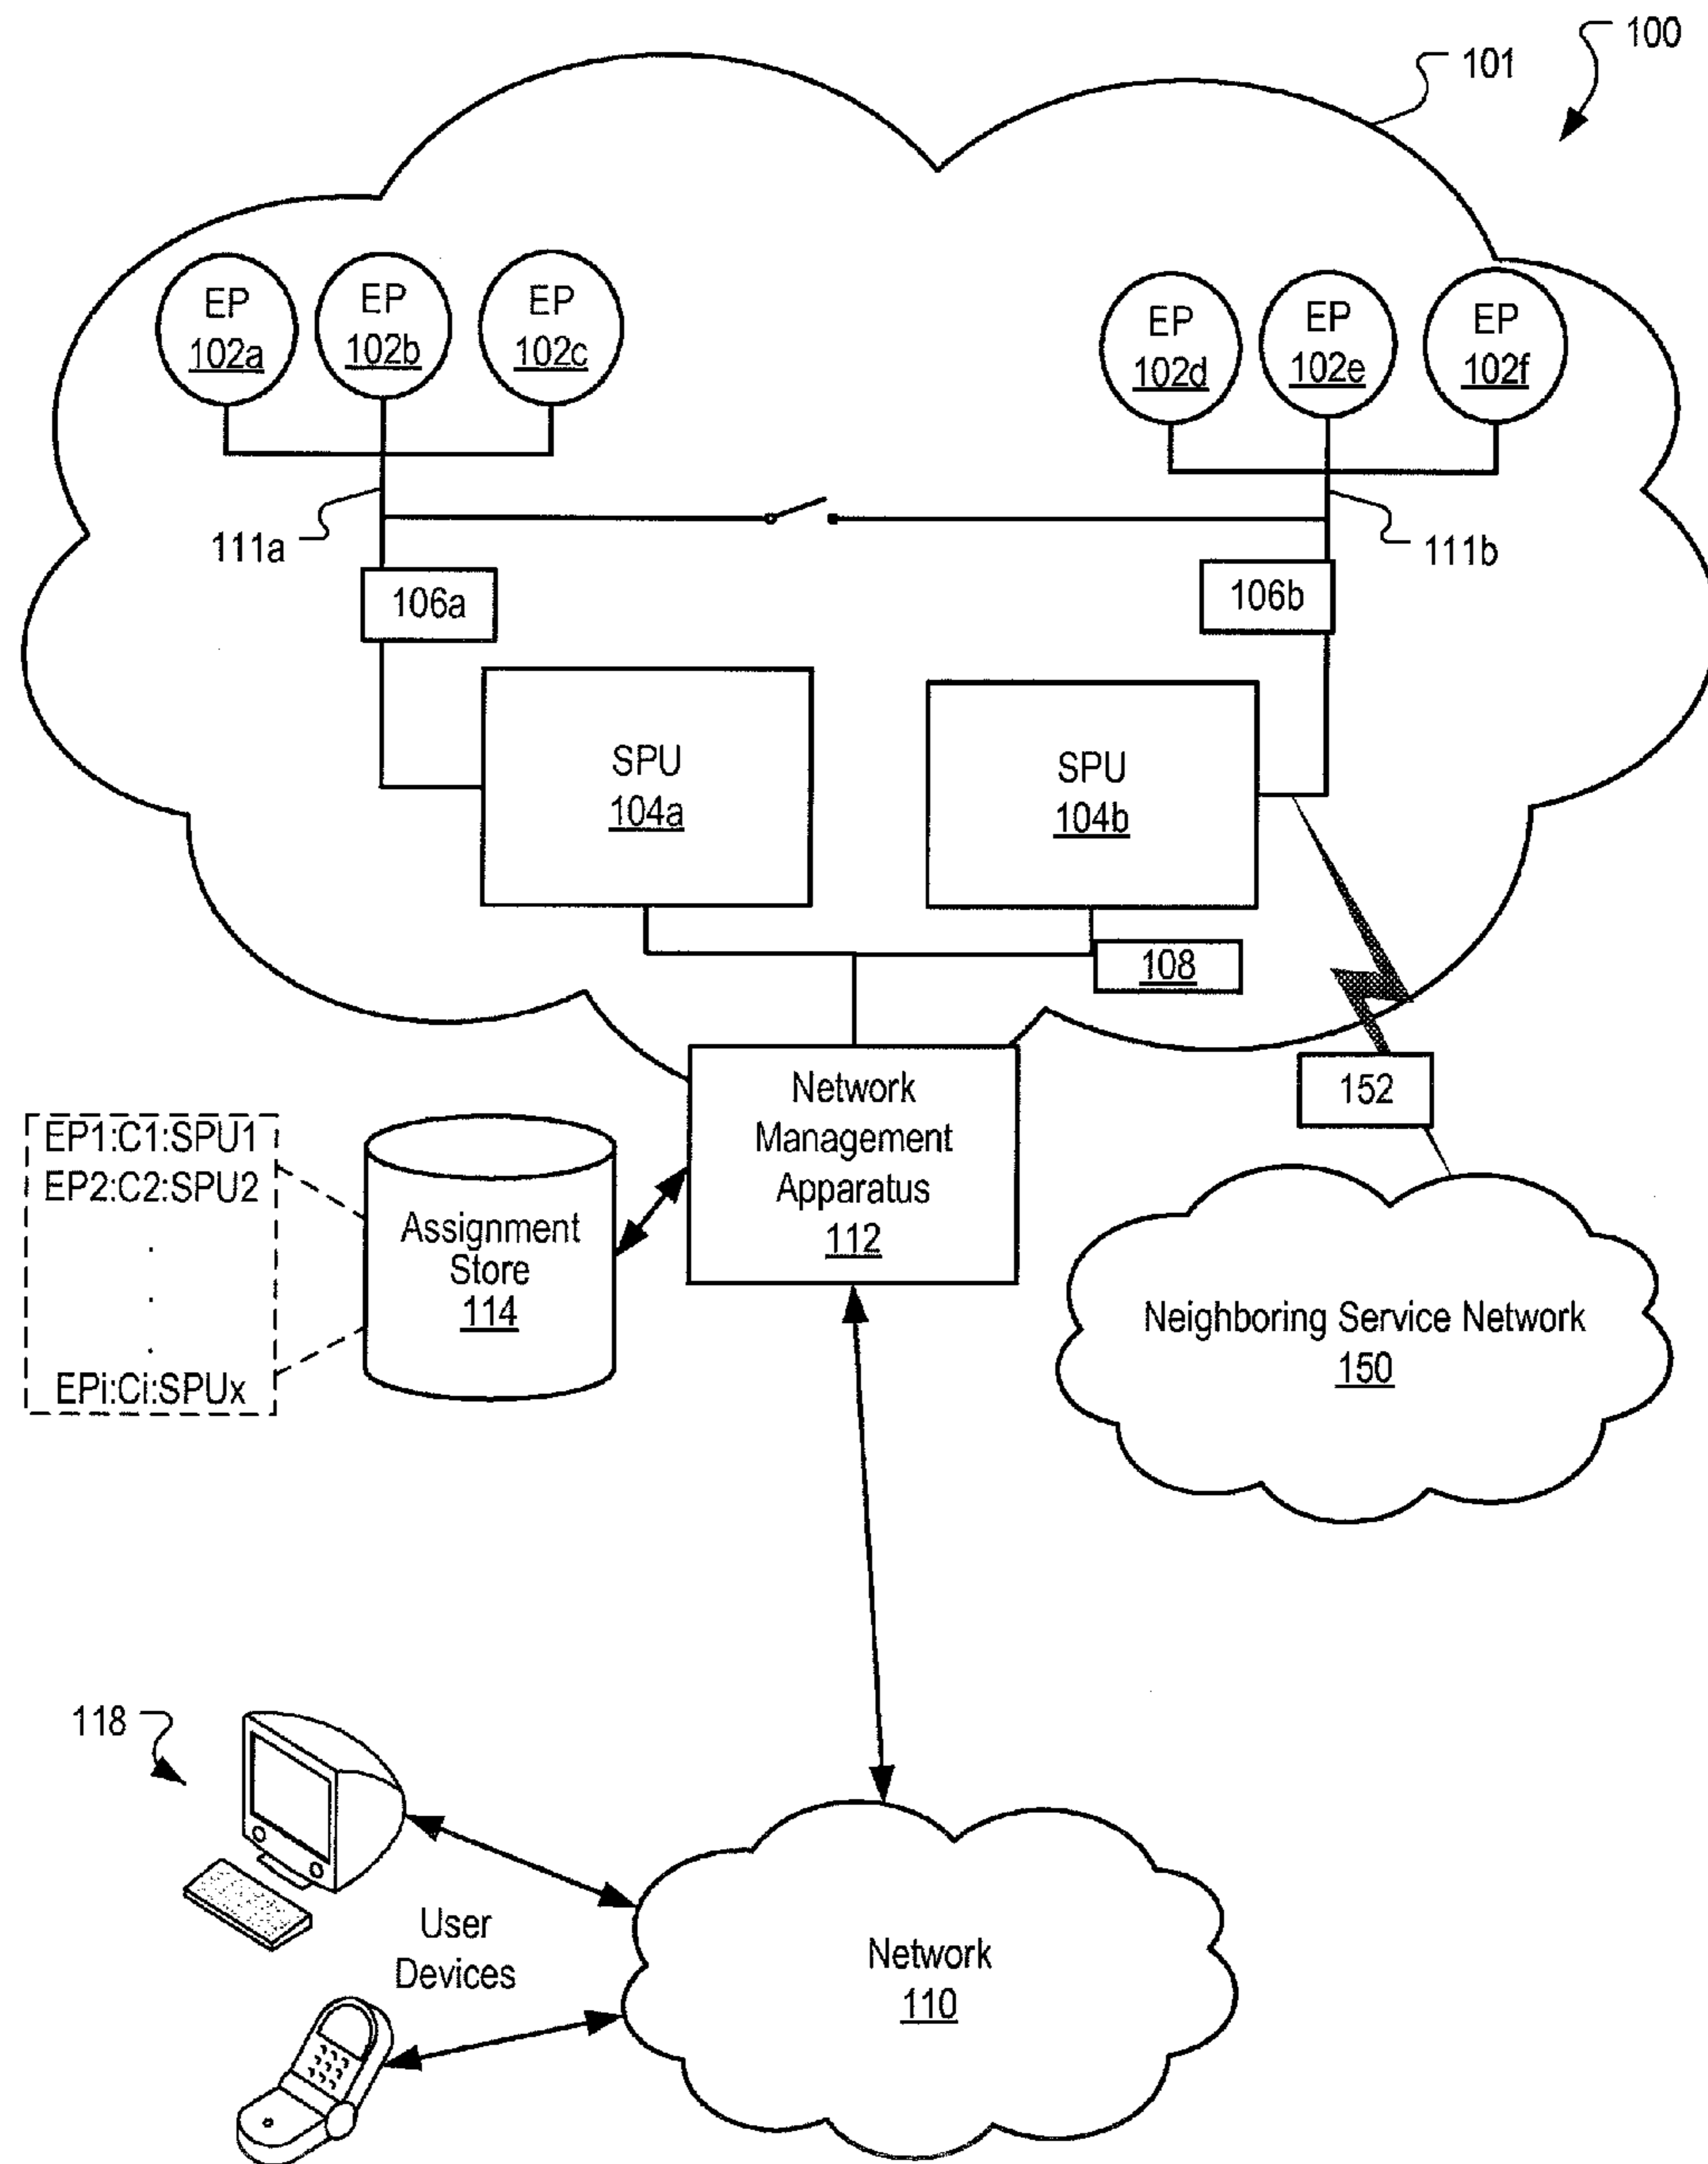 100
101
EP
102a
EP
102b
EP
102c
EP
102d
EP
102e
EP
102f
111a
111b
106a
106b
SPU
104a
SPU
104b
108
Network
Management
Apparatus
112
152
EP1:C1:SPU1
EP2:C2:SPU2
.
.
.
EPi:Ci:SPUx
Assignment
Store
114
Neighboring Service Network
150
118
User
Devices
Network
110